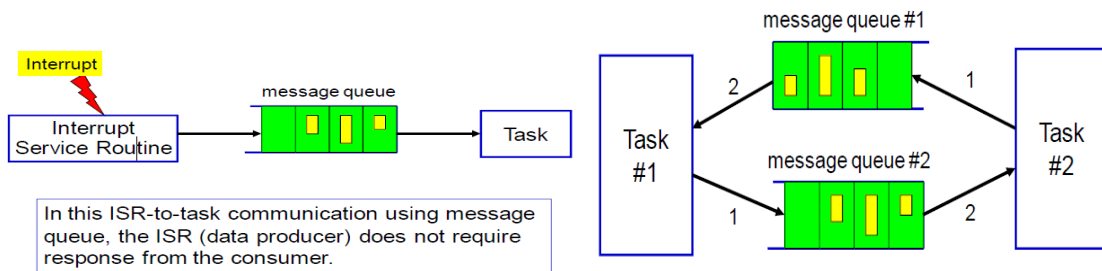 Interrupt
Interrupt
Service Routine
message queue
Task
In this ISR-to-task communication using message
queue, the ISR (data producer) does not require
response from the consumer.
message queue #1
2
1
Task
#1
Task
#2
message queue #2
1
2